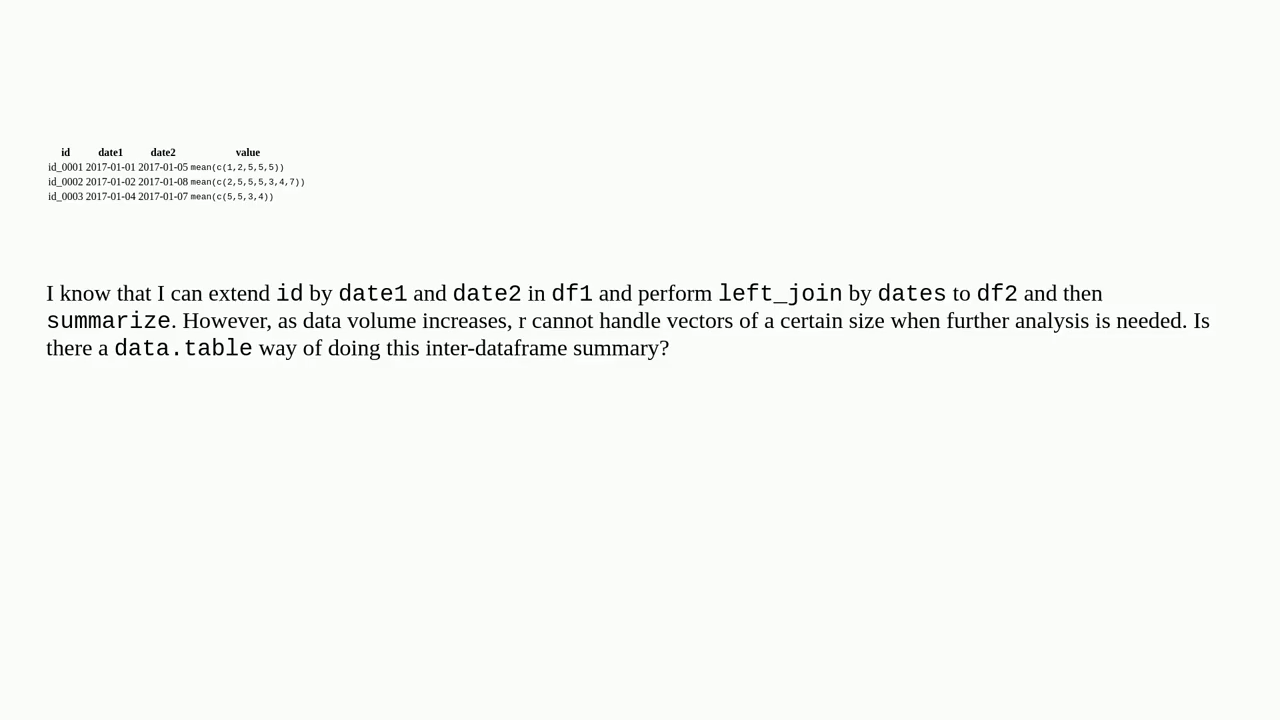 id date1 date2 value
id_0001 2017-01-01 2017-01-05 mean(c(1,2,5,5,5))
id_0002 2017-01-02 2017-01-08 mean(c(2,5,5,5,3,4,7))
id_0003 2017-01-04 2017-01-07 mean(c(5,5,3,4))
I know that I can extend id by date1 and date2 in df1 and perform left_join by dates to df2 and then
summarize. However, as data volume increases, r cannot handle vectors of a certain size when further analysis is needed. Is
there a data.table way of doing this inter-dataframe summary?